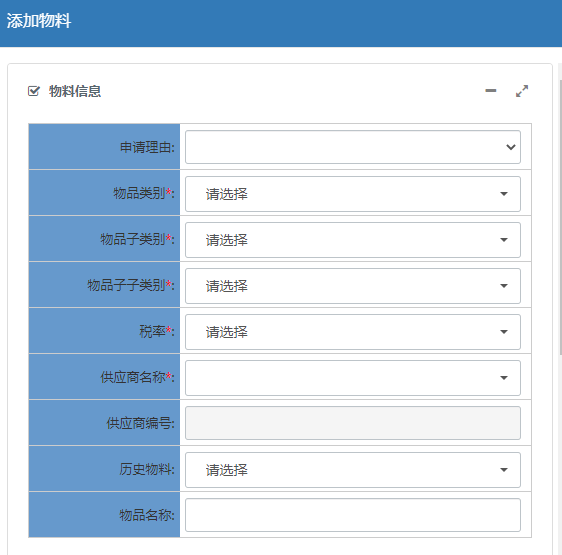 添加物料
物料信息
申请理由:
物品类别*: 请选择
物品子类别*: 请选择
物品子子类别*: 请选择
税率*: 请选择
供应商名称*:
供应商编号:
历史物料: 请选择
物品名称: